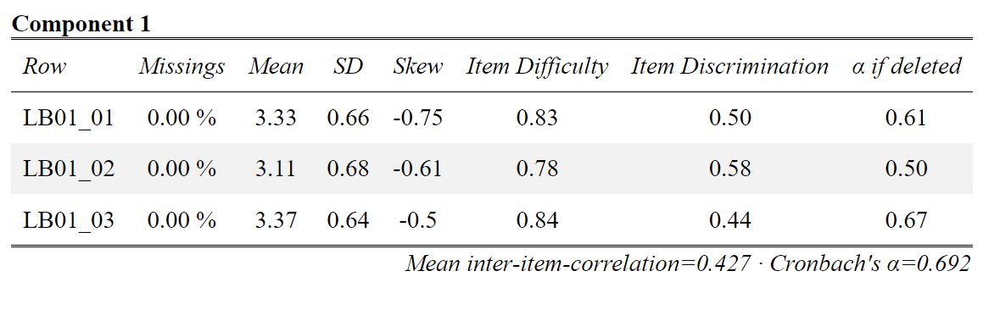 Component 1
Row Missings Mean SD Skew Item Difficulty Item Discrimination α if deleted
LB01_01 0.00 % 3.33 0.66 -0.75 0.83 0.50 0.61
LB01_02 0.00 % 3.11 0.68 -0.61 0.78 0.58 0.50
LB01_03 0.00 % 3.37 0.64 -0.5 0.84 0.44 0.67
Mean inter-item-correlation=0.427 · Cronbach's α=0.692